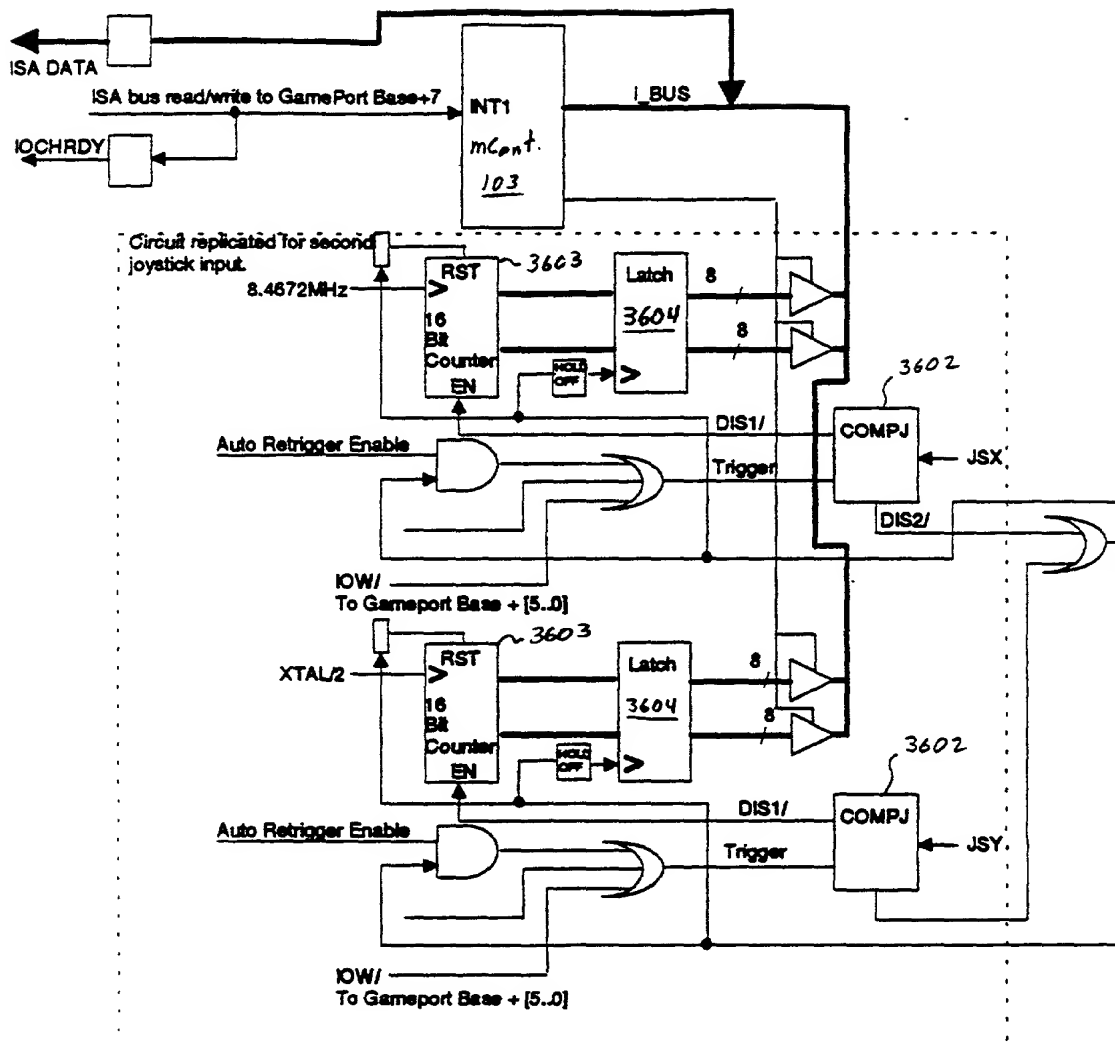 ISA DATA
ISA bus read/write to GamePort Base+7
INT1
I_BUS
IOCHRDY
mCont.
103
Circuit replicated for second
joystick input.
8.4672MHz
RST
16
Bit
Counter
EN
3603
Latch
3604
8
8
HOLD
OFF
3602
DIS1/
COMPJ
JSX
Auto Retrigger Enable
Trigger
DIS2/
IOW/
To Gameport Base + [5..0]
3603
XTAL/2
RST
16
Bit
Counter
EN
Latch
3604
8
8
HOLD
OFF
3602
DIS1/
COMPJ
JSY
Auto Retrigger Enable
Trigger
IOW/
To Gameport Base + [5..0]